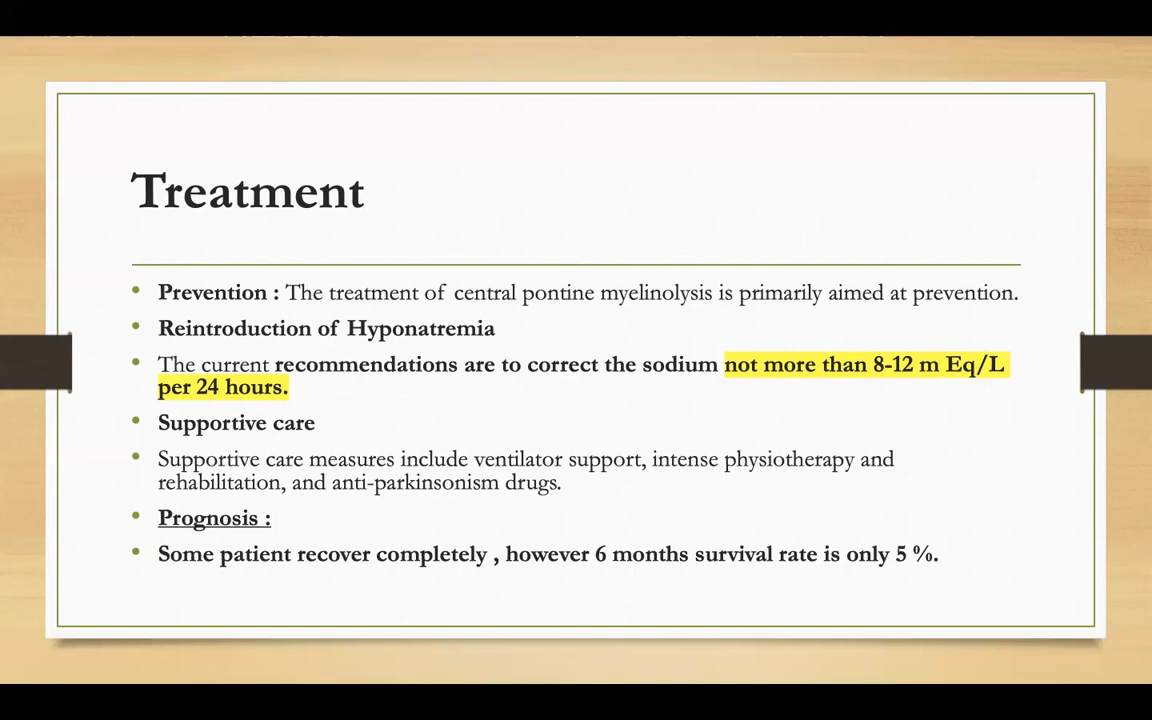 Treatment
• Prevention : The treatment of central pontine myelinolysis is primarily aimed at prevention.
• Reintroduction of Hyponatremia
• The current recommendations are to correct the sodium not more than 8-12 m Eq/L
per 24 hours.
• Supportive care
• Supportive care measures include ventilator support, intense physiotherapy and
rehabilitation, and anti-parkinsonism drugs.
• Prognosis :
• Some patient recover completely , however 6 months survival rate is only 5 %.